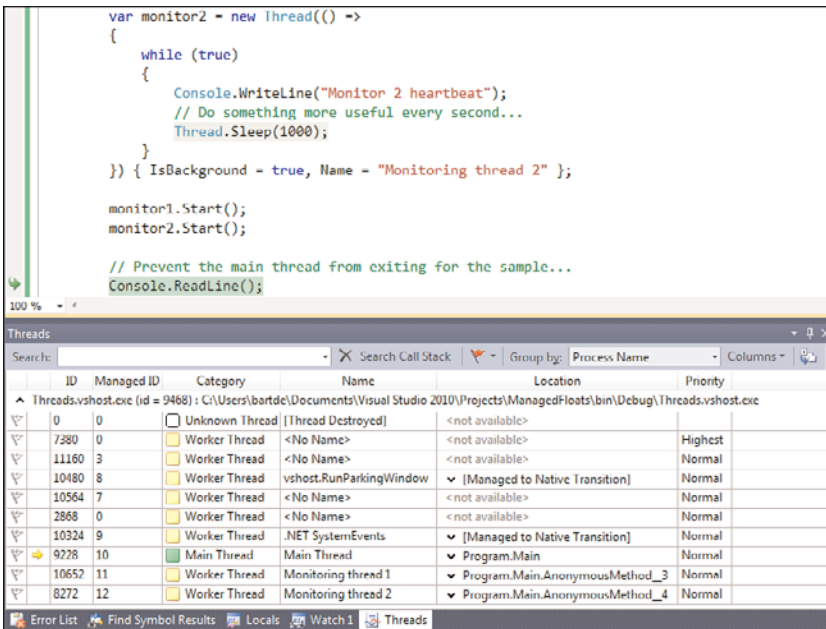 var monitor2 = new Thread(() =>
{
while (true)
{
Console.WriteLine("Monitor 2 heartbeat");
// Do something more useful every second...
Thread.Sleep(1000);
}
}) { IsBackground = true, Name = "Monitoring thread 2" };
monitor1.Start();
monitor2.Start();
// Prevent the main thread from exiting for the sample...
Console.ReadLine();
100 %
Threads
Search: Search Call Stack Group by: Process Name Columns
ID Managed ID Category Name Location Priority
Threads.vshost.exe (id = 9468) : C:\Users\bartde\Documents\Visual Studio 2010\Projects\ManagedFloats\bin\Debug\Threads.vshost.exe
0 0 Unknown Thread [Thread Destroyed] <not available>
7380 0 Worker Thread <No Name> <not available> Highest
11160 3 Worker Thread <No Name> <not available> Normal
10480 8 Worker Thread vshost.RunParkingWindow [Managed to Native Transition] Normal
10564 7 Worker Thread <No Name> <not available> Normal
2868 0 Worker Thread <No Name> <not available> Normal
10324 9 Worker Thread .NET SystemEvents [Managed to Native Transition] Normal
9228 10 Main Thread Main Thread Program.Main Normal
10652 11 Worker Thread Monitoring thread 1 Program.Main.AnonymousMethod__3 Normal
8272 12 Worker Thread Monitoring thread 2 Program.Main.AnonymousMethod__4 Normal
Error List Find Symbol Results Locals Watch 1 Threads